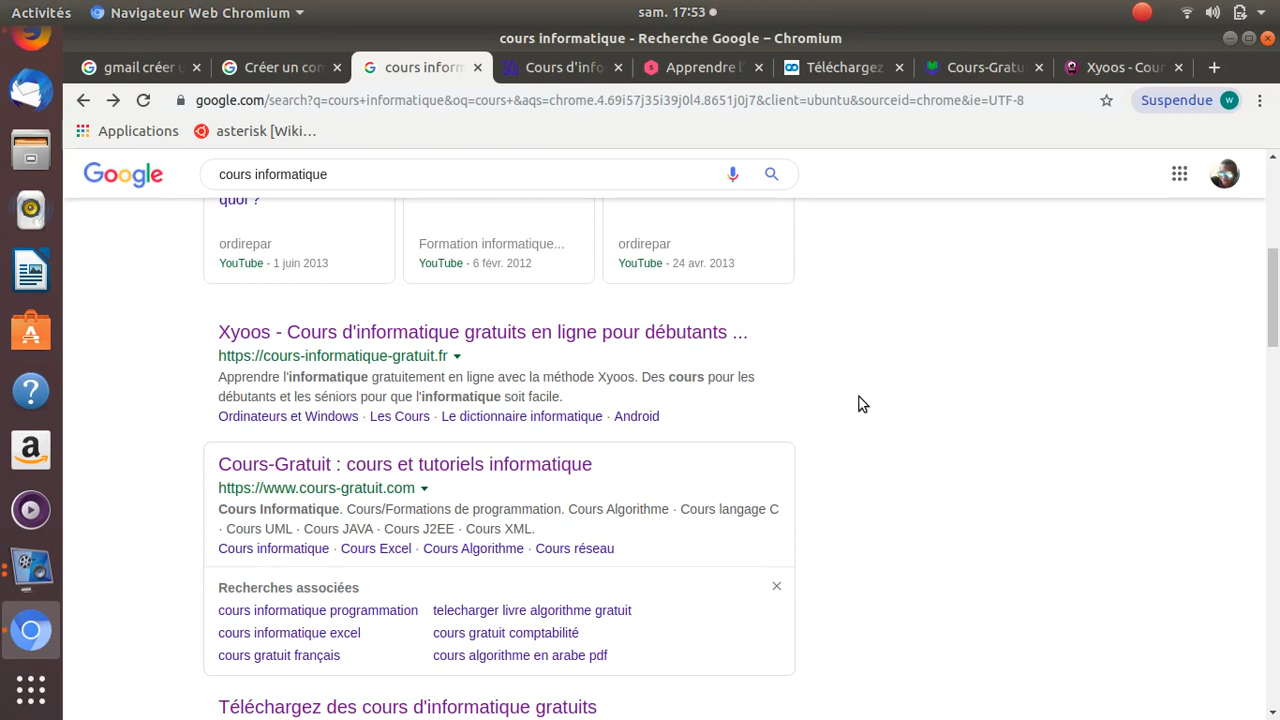 Activités Navigateur Web Chromium sam. 17:53
cours informatique - Recherche Google – Chromium
gmail créer u Créer un com cours inform Cours d'info Apprendre l' Téléchargez Cours-Gratu Xyoos - Cour
google.com/search?q=cours+informatique&oq=cours+&aqs=chrome.4.69i57j35i39j0l4.8651j0j7&client=ubuntu&sourceid=chrome&ie=UTF-8 Suspendue W
Applications asterisk [Wiki…
Google cours informatique
quoi ?
ordirepar Formation informatique... ordirepar
YouTube - 1 juin 2013 YouTube - 6 févr. 2012 YouTube - 24 avr. 2013
Xyoos - Cours d'informatique gratuits en ligne pour débutants ...
https://cours-informatique-gratuit.fr
Apprendre l'informatique gratuitement en ligne avec la méthode Xyoos. Des cours pour les
débutants et les séniors pour que l'informatique soit facile.
Ordinateurs et Windows · Les Cours · Le dictionnaire informatique · Android
Cours-Gratuit : cours et tutoriels informatique
https://www.cours-gratuit.com
Cours Informatique. Cours/Formations de programmation. Cours Algorithme · Cours langage C
· Cours UML · Cours JAVA · Cours J2EE · Cours XML.
Cours informatique · Cours Excel · Cours Algorithme · Cours réseau
Recherches associées
cours informatique programmation telecharger livre algorithme gratuit
cours informatique excel cours gratuit comptabilité
cours gratuit français cours algorithme en arabe pdf
Téléchargez des cours d'informatique gratuits